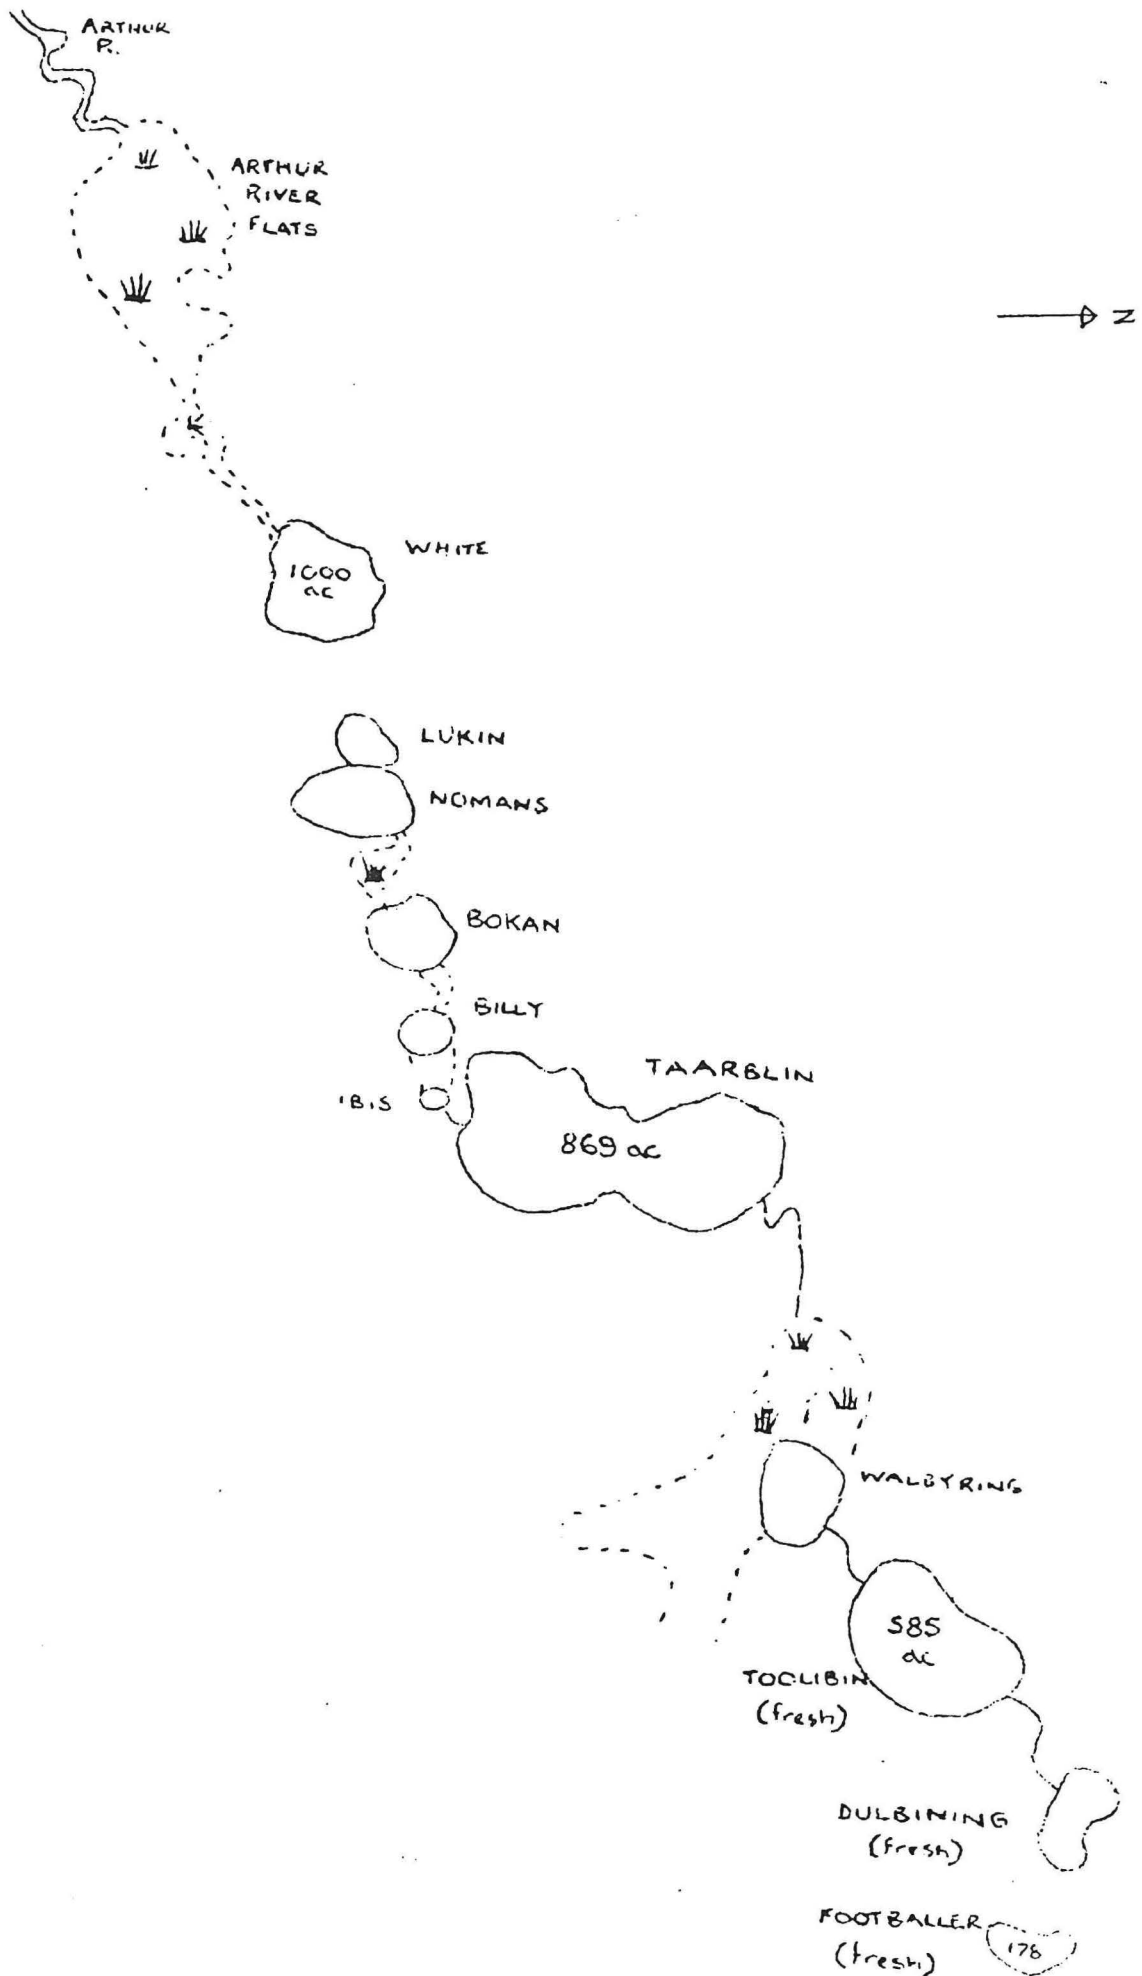 ARTHUR
R.
ARTHUR
RIVER
FLATS
N
WHITE
1000
ac
LUKIN
NOMANS
BOKAN
BILLY
TAARBLIN
IBIS
869 ac
WALBYRING
585
ac
TOOLIBIN
(fresh)
DULBINING
(fresh)
FOOTBALLER
178
(fresh)